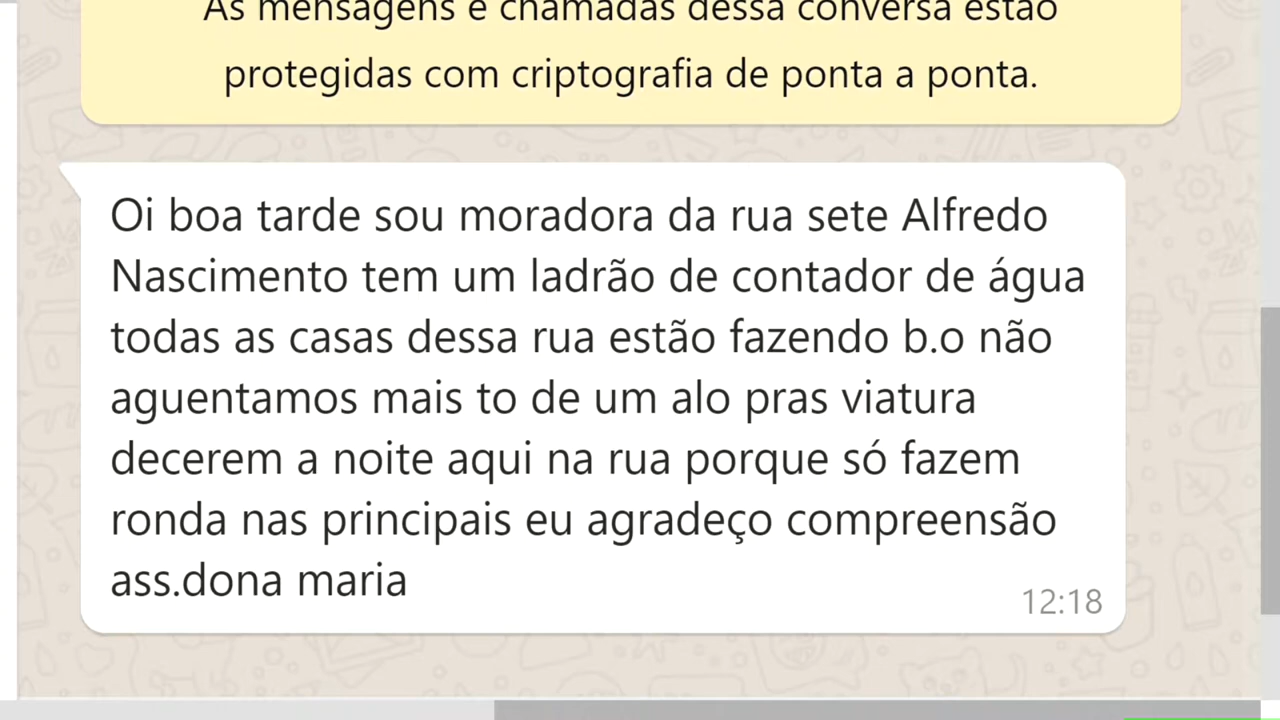 As mensagens e chamadas dessa conversa estão
protegidas com criptografia de ponta a ponta.
Oi boa tarde sou moradora da rua sete Alfredo
Nascimento tem um ladrão de contador de água
todas as casas dessa rua estão fazendo b.o não
aguentamos mais to de um alo pras viatura
decerem a noite aqui na rua porque só fazem
ronda nas principais eu agradeço compreensão
ass.dona maria
12:18